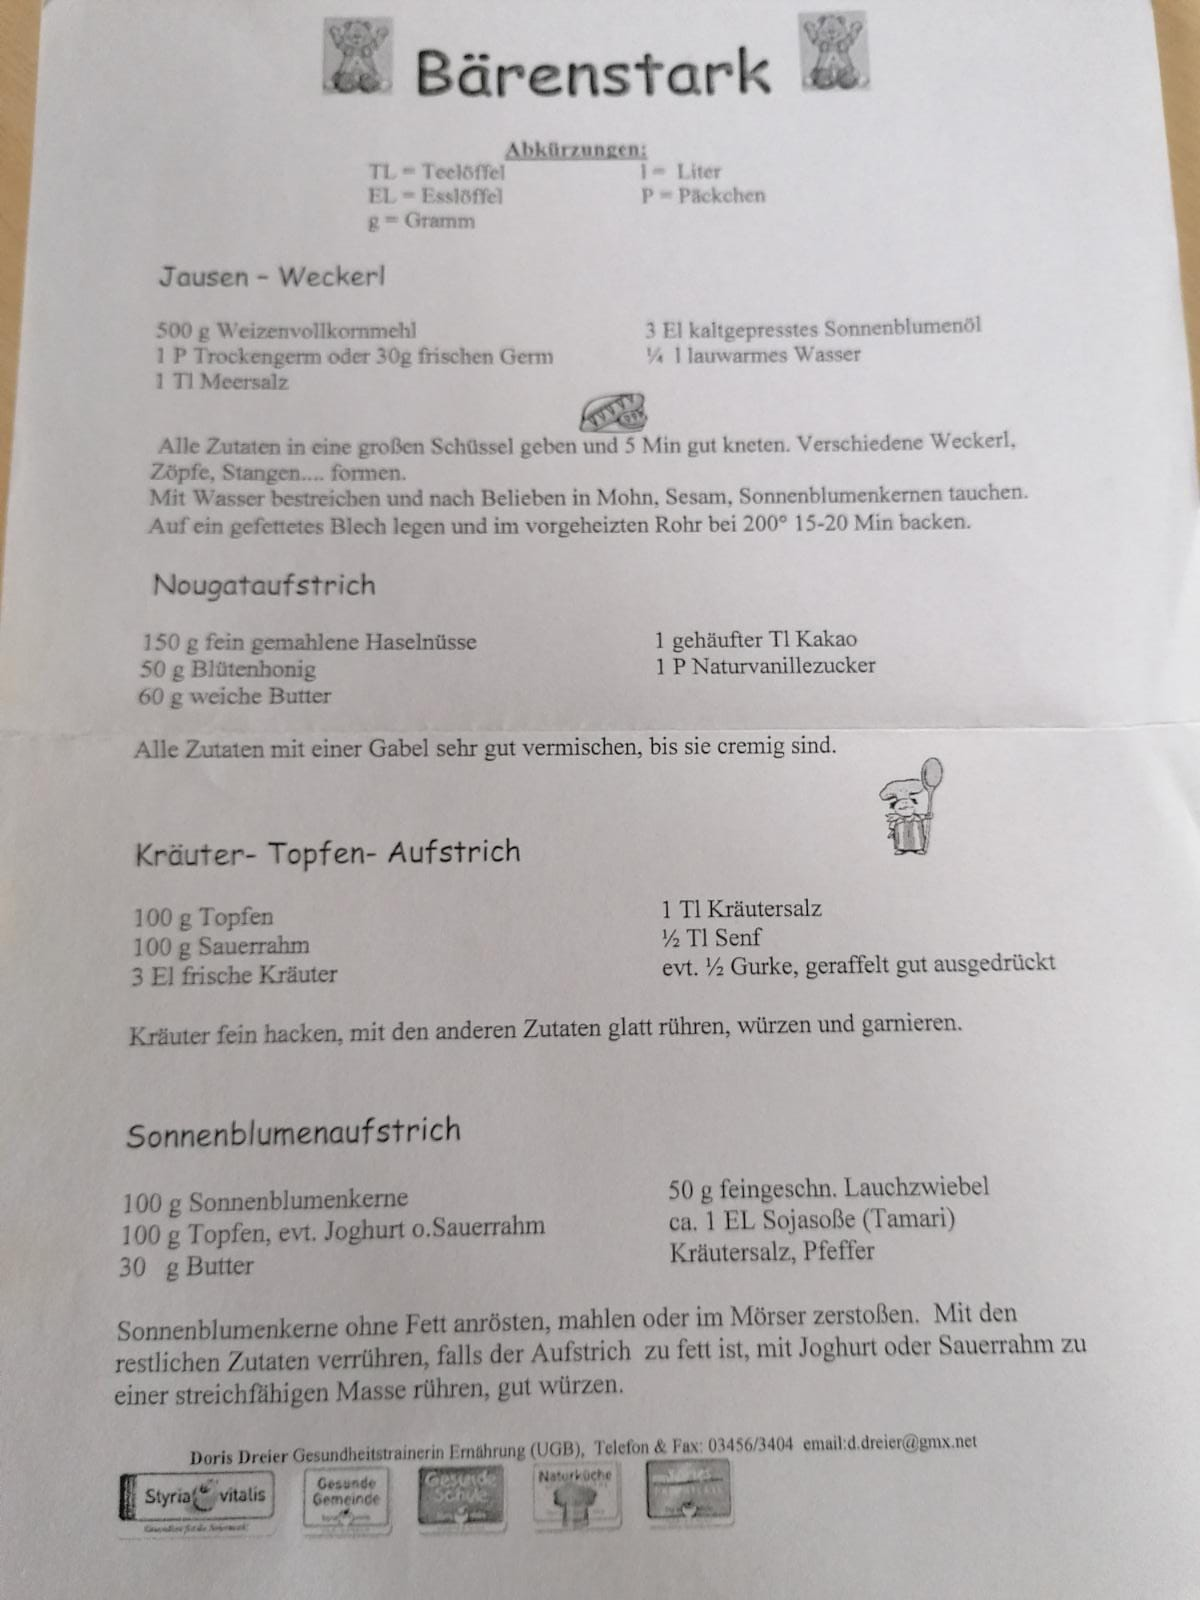 Bärenstark
Abkürzungen:
TL = Teelöffel
l = Liter
EL = Esslöffel
P = Päckchen
g = Gramm
Jausen - Weckerl
500 g Weizenvollkornmehl
3 El kaltgepresstes Sonnenblumenöl
1 P Trockengerm oder 30g frischen Germ
¼ l lauwarmes Wasser
1 Tl Meersalz
Alle Zutaten in eine großen Schüssel geben und 5 Min gut kneten. Verschiedene Weckerl,
Zöpfe, Stangen.... formen.
Mit Wasser bestreichen und nach Belieben in Mohn, Sesam, Sonnenblumenkernen tauchen.
Auf ein gefettetes Blech legen und im vorgeheizten Rohr bei 200° 15-20 Min backen.
Nougataufstrich
150 g fein gemahlene Haselnüsse
1 gehäufter Tl Kakao
50 g Blütenhonig
1 P Naturvanillezucker
60 g weiche Butter
Alle Zutaten mit einer Gabel sehr gut vermischen, bis sie cremig sind.
Kräuter- Topfen- Aufstrich
100 g Topfen
1 Tl Kräutersalz
100 g Sauerrahm
½ Tl Senf
3 El frische Kräuter
evt. ½ Gurke, geraffelt gut ausgedrückt
Kräuter fein hacken, mit den anderen Zutaten glatt rühren, würzen und garnieren.
Sonnenblumenaufstrich
100 g Sonnenblumenkerne
50 g feingeschn. Lauchzwiebel
100 g Topfen, evt. Joghurt o.Sauerrahm
ca. 1 EL Sojasoße (Tamari)
30 g Butter
Kräutersalz, Pfeffer
Sonnenblumenkerne ohne Fett anrösten, mahlen oder im Mörser zerstoßen. Mit den
restlichen Zutaten verrühren, falls der Aufstrich zu fett ist, mit Joghurt oder Sauerrahm zu
einer streichfähigen Masse rühren, gut würzen.
Doris Dreier Gesundheitstrainerin Ernährung (UGB), Telefon & Fax: 03456/3404 email:d.dreier@gmx.net
Styria vitalis
Gesunde
Gemeinde
Gesunde
Schule
Naturküche